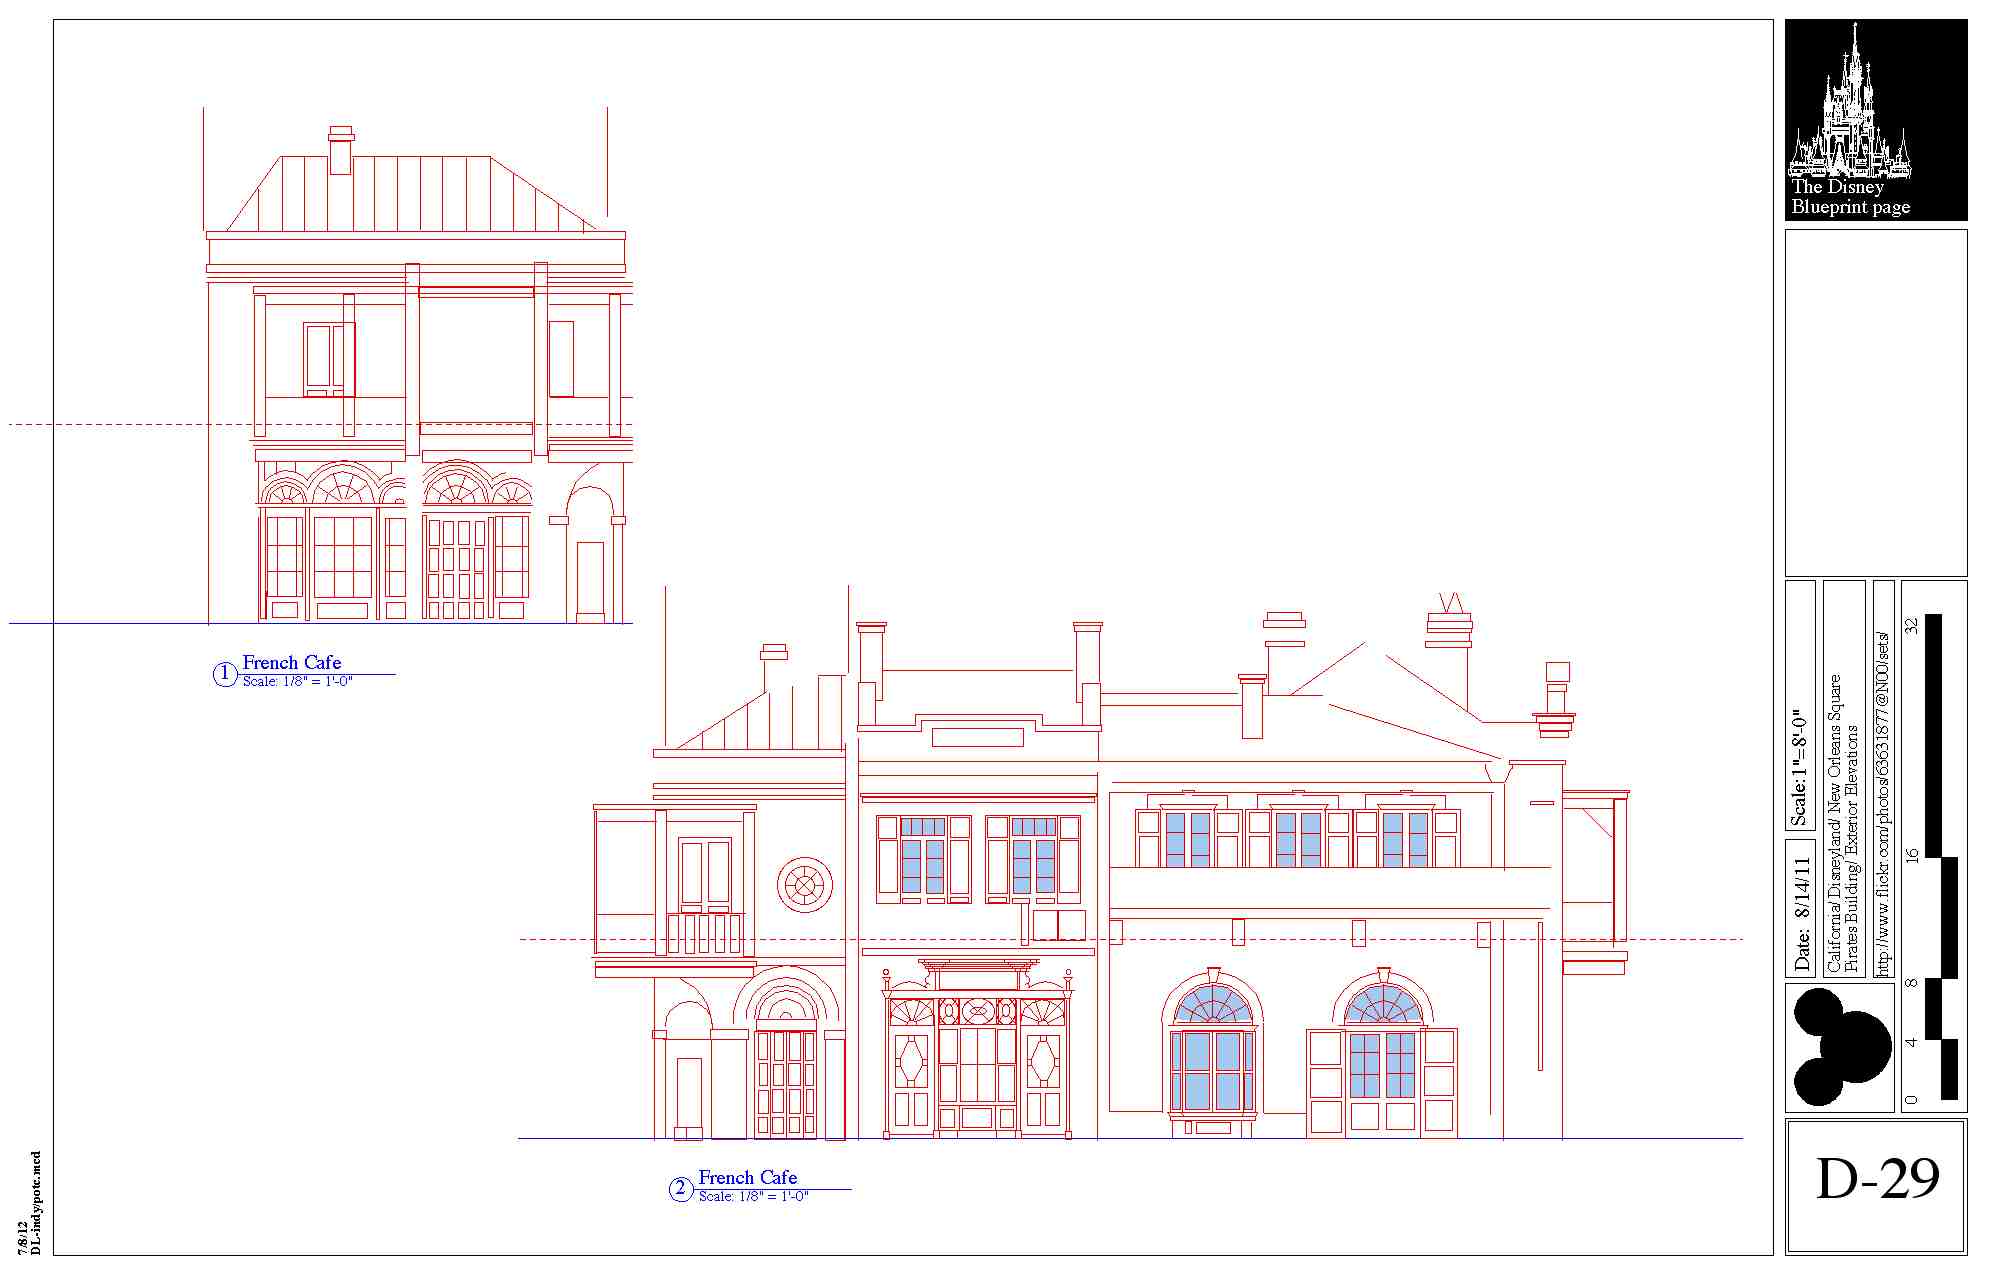 The Disney
Blueprint page
1
French Cafe
Scale: 1/8" = 1'-0"
2
French Cafe
Scale: 1/8" = 1'-0"
Scale:1"=8'-0"
Date: 8/14/11
California/ Disneyland/ New Orleans Square
Pirates Building/ Exterior Elevations
http://www.flickr.com/photos/63631877@N00/sets/
32
16
8
4
0
D-29
7/8/12
DL-indy/potc.mcd